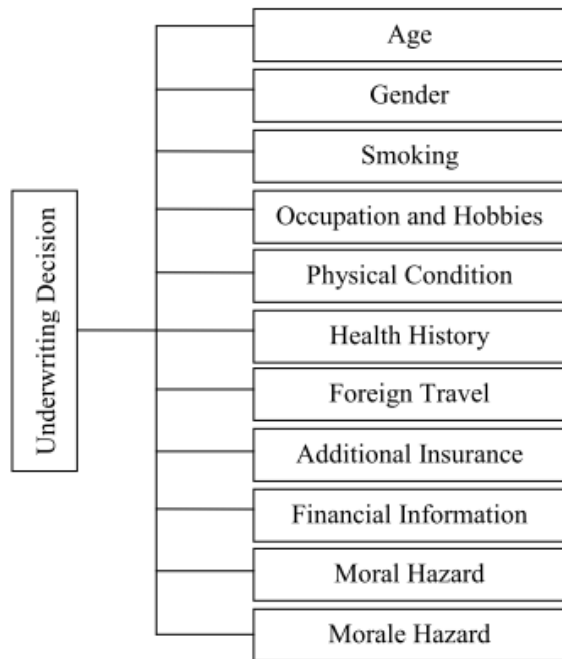 Underwriting Decision
Age
Gender
Smoking
Occupation and Hobbies
Physical Condition
Health History
Foreign Travel
Additional Insurance
Financial Information
Moral Hazard
Morale Hazard